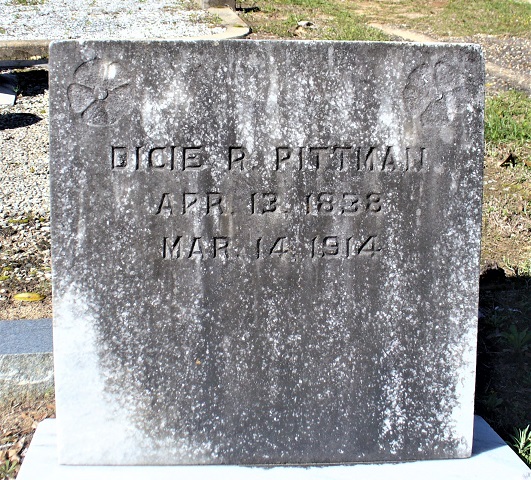 DICIE R. PITTMAN
APR. 13. 1838
MAR. 14. 1914